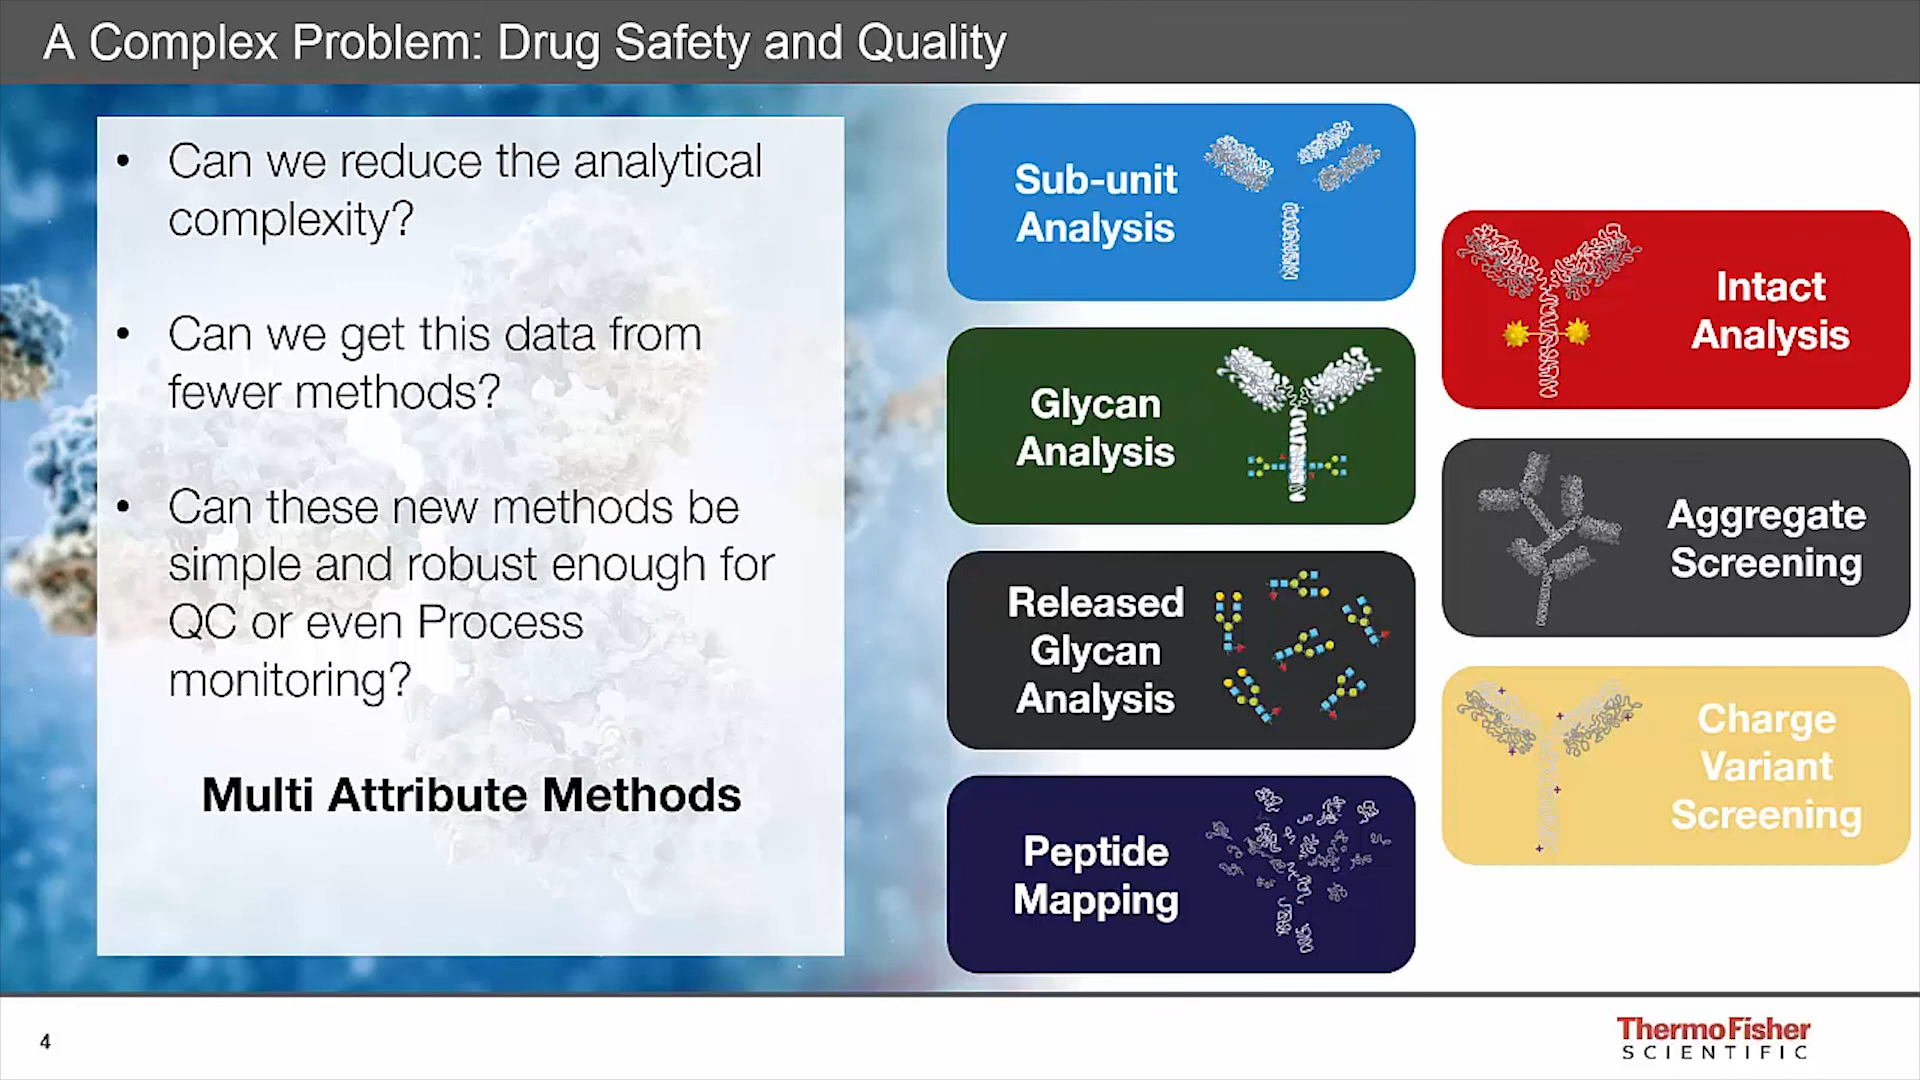 A Complex Problem: Drug Safety and Quality
• Can we reduce the analytical
complexity?
• Can we get this data from
fewer methods?
• Can these new methods be
simple and robust enough for
QC or even Process
monitoring?
Multi Attribute Methods
Sub-unit
Analysis
Glycan
Analysis
Released
Glycan
Analysis
Peptide
Mapping
Intact
Analysis
Aggregate
Screening
Charge
Variant
Screening
4
ThermoFisher
SCIENTIFIC